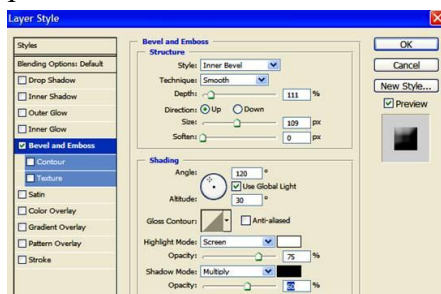 Layer Style
Styles
Blending Options: Default
Drop Shadow
Inner Shadow
Outer Glow
Inner Glow
Bevel and Emboss
Contour
Texture
Satin
Color Overlay
Gradient Overlay
Pattern Overlay
Stroke
Bevel and Emboss
Structure
Style: Inner Bevel
Technique: Smooth
Depth: 111 %
Direction: Up Down
Size: 109 px
Soften: 0 px
Shading
Angle: 120 °
Use Global Light
Altitude: 30 °
Gloss Contour: Anti-aliased
Highlight Mode: Screen
Opacity: 75 %
Shadow Mode: Multiply
Opacity: 60 %
OK
Cancel
New Style...
Preview